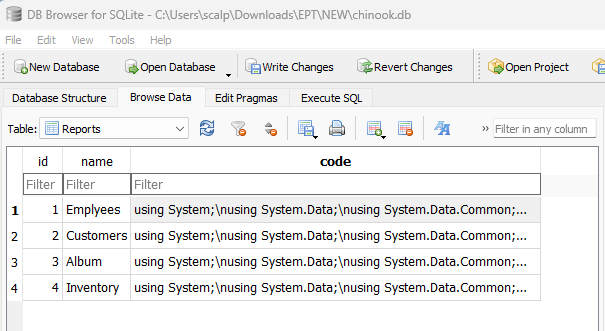 DB Browser for SQLite - C:\Users\scalp\Downloads\EPT\NEW\chinook.db
File Edit View Tools Help
New Database Open Database Write Changes Revert Changes Open Project
Database Structure Browse Data Edit Pragmas Execute SQL
Table: Reports » Filter in any column
id name code
Filter Filter Filter
1 1 Emplyees using System;\nusing System.Data;\nusing System.Data.Common;...
2 2 Customers using System;\nusing System.Data;\nusing System.Data.Common;...
3 3 Album using System;\nusing System.Data;\nusing System.Data.Common;...
4 4 Inventory using System;\nusing System.Data;\nusing System.Data.Common;...